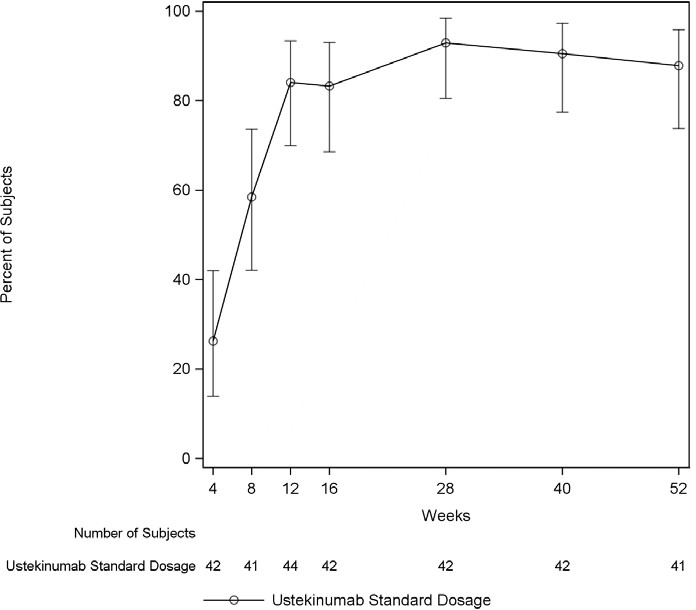 100
80
60
40
20
0
Percent of Subjects
4 8 12 16 28 40 52
Weeks
Number of Subjects
Ustekinumab Standard Dosage 42 41 44 42 42 42 41
Ustekinumab Standard Dosage